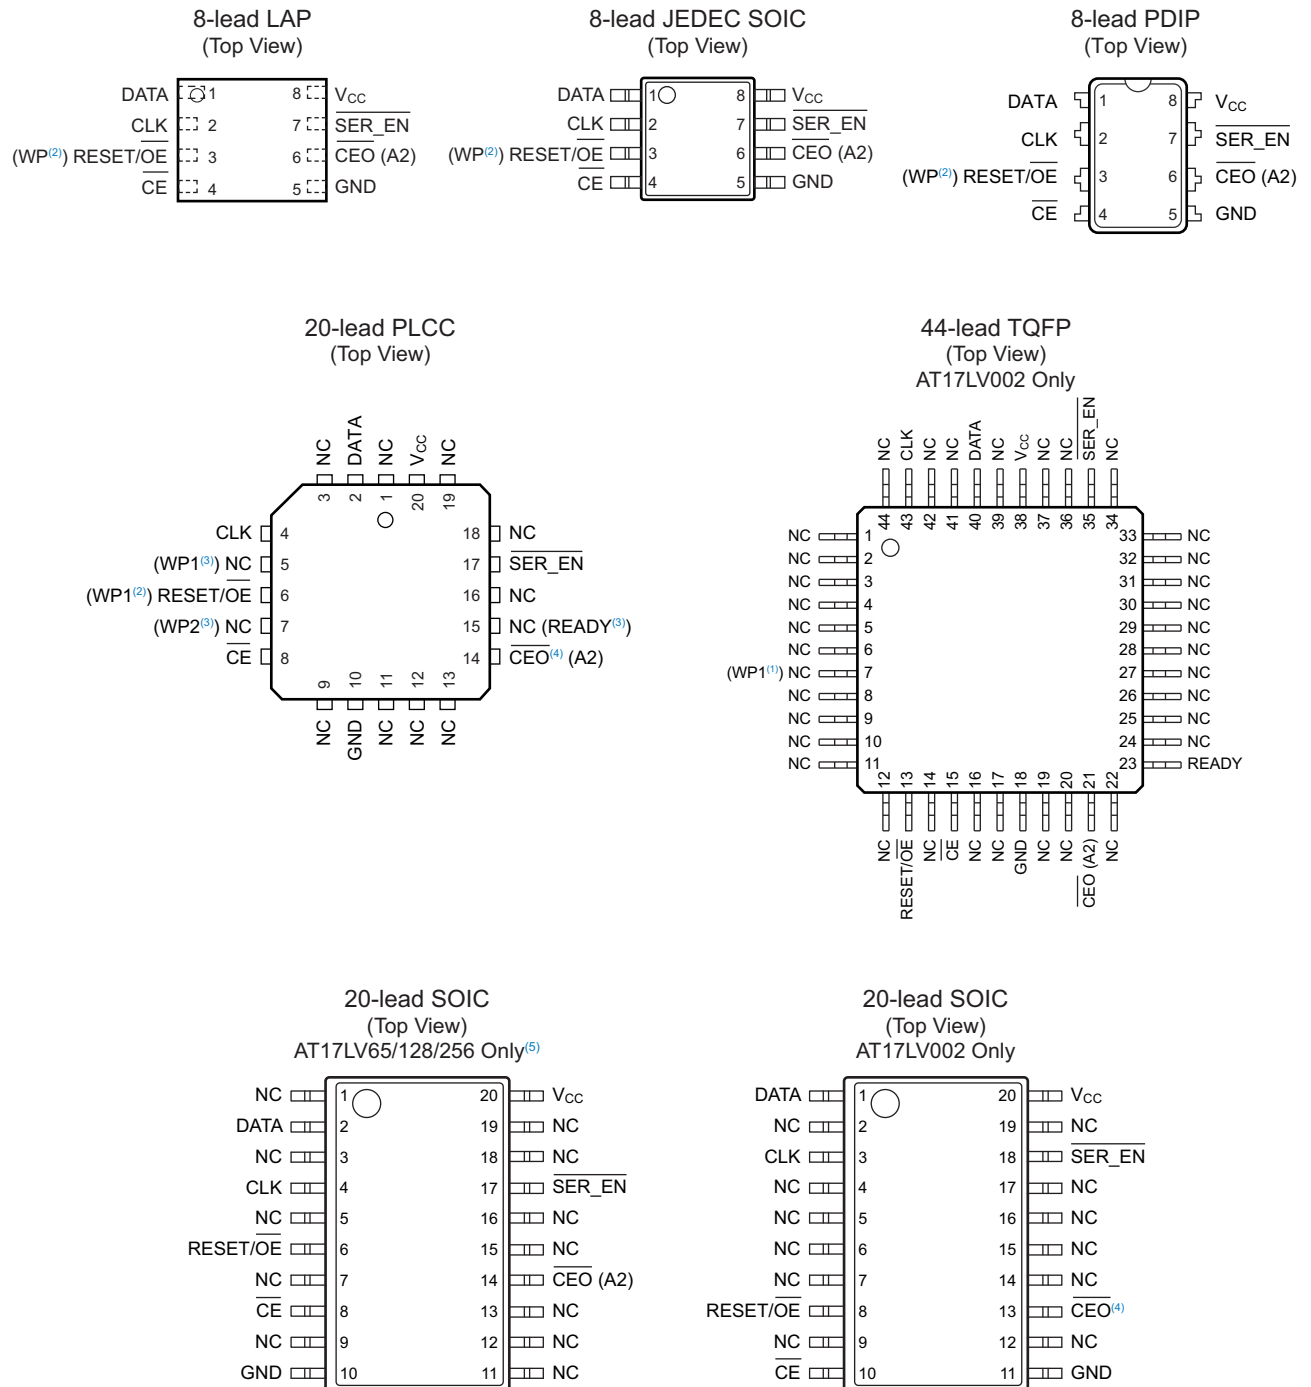 8-lead LAP
(Top View)
DATA 1 8 VCC
CLK 2 7 SER_EN
(WP(2)) RESET/OE 3 6 CEO (A2)
CE 4 5 GND
8-lead JEDEC SOIC
(Top View)
DATA 1 8 VCC
CLK 2 7 SER_EN
(WP(2)) RESET/OE 3 6 CEO (A2)
CE 4 5 GND
8-lead PDIP
(Top View)
DATA 1 8 VCC
CLK 2 7 SER_EN
(WP(2)) RESET/OE 3 6 CEO (A2)
CE 4 5 GND
20-lead PLCC
(Top View)
NC DATA NC VCC NC
3 2 1 20 19
CLK 4 18 NC
(WP1(3)) NC 5 17 SER_EN
(WP1(2)) RESET/OE 6 16 NC
(WP2(3)) NC 7 15 NC (READY(3))
CE 8 14 CEO(4) (A2)
9 10 11 12 13
NC GND NC NC NC
44-lead TQFP
(Top View)
AT17LV002 Only
NC CLK NC NC DATA NC VCC NC NC SER_EN NC
44 43 42 41 40 39 38 37 36 35 34
NC 1 33 NC
NC 2 32 NC
NC 3 31 NC
NC 4 30 NC
NC 5 29 NC
NC 6 28 NC
(WP1(1)) NC 7 27 NC
NC 8 26 NC
NC 9 25 NC
NC 10 24 NC
NC 11 23 READY
12 13 14 15 16 17 18 19 20 21 22
NC RESET/OE NC CE NC NC GND NC NC CEO (A2) NC
20-lead SOIC
(Top View)
AT17LV65/128/256 Only(5)
NC 1 20 VCC
DATA 2 19 NC
NC 3 18 NC
CLK 4 17 SER_EN
NC 5 16 NC
RESET/OE 6 15 NC
NC 7 14 CEO (A2)
CE 8 13 NC
NC 9 12 NC
GND 10 11 NC
20-lead SOIC
(Top View)
AT17LV002 Only
DATA 1 20 VCC
NC 2 19 NC
CLK 3 18 SER_EN
NC 4 17 NC
NC 5 16 NC
NC 6 15 NC
NC 7 14 NC
RESET/OE 8 13 CEO(4)
NC 9 12 NC
CE 10 11 GND